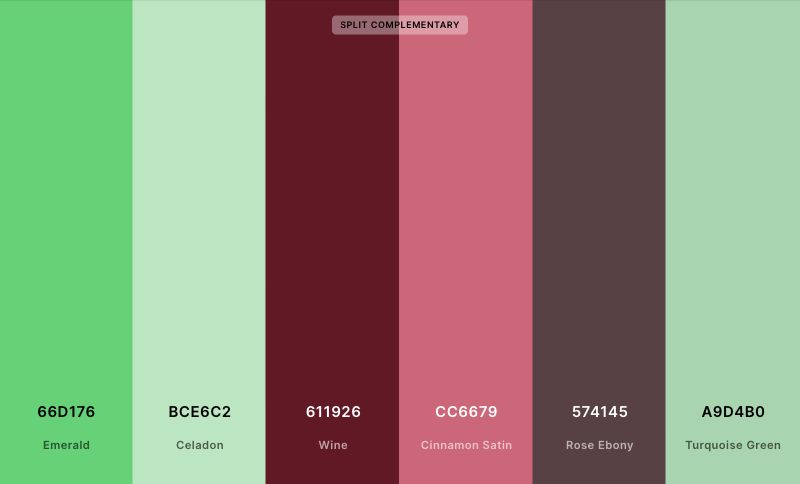 SPLIT COMPLEMENTARY
66D176
Emerald
BCE6C2
Celadon
611926
Wine
CC6679
Cinnamon Satin
574145
Rose Ebony
A9D4B0
Turquoise Green